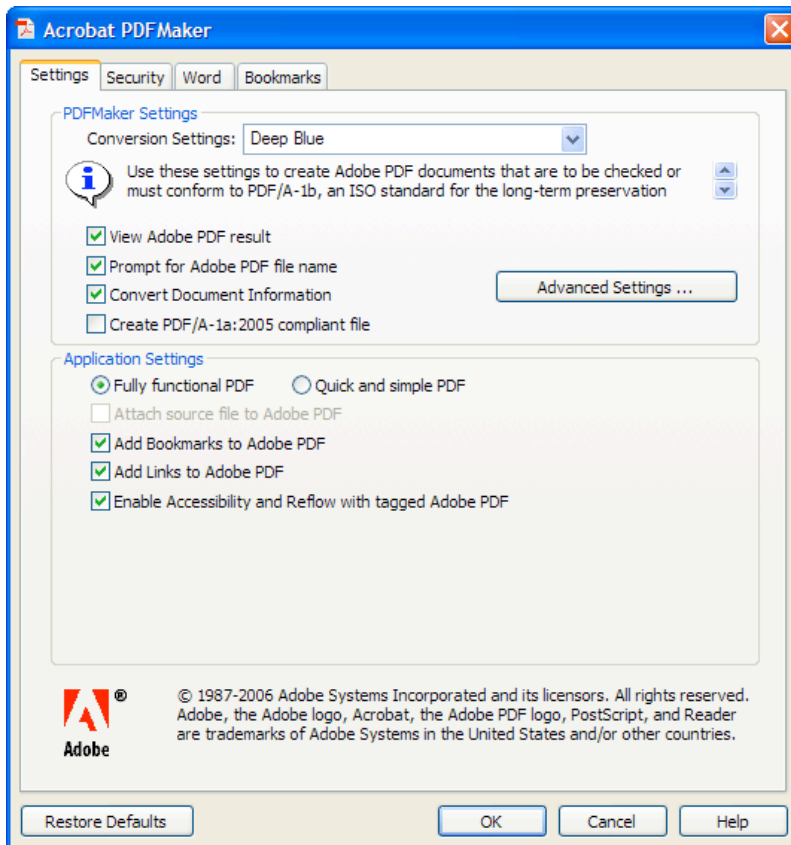 Acrobat PDFMaker
Settings Security Word Bookmarks
PDFMaker Settings
Conversion Settings: Deep Blue
Use these settings to create Adobe PDF documents that are to be checked or
must conform to PDF/A-1b, an ISO standard for the long-term preservation
View Adobe PDF result
Prompt for Adobe PDF file name
Convert Document Information
Advanced Settings ...
Create PDF/A-1a:2005 compliant file
Application Settings
Fully functional PDF Quick and simple PDF
Attach source file to Adobe PDF
Add Bookmarks to Adobe PDF
Add Links to Adobe PDF
Enable Accessibility and Reflow with tagged Adobe PDF
Adobe
®
© 1987-2006 Adobe Systems Incorporated and its licensors. All rights reserved.
Adobe, the Adobe logo, Acrobat, the Adobe PDF logo, PostScript, and Reader
are trademarks of Adobe Systems in the United States and/or other countries.
Restore Defaults OK Cancel Help